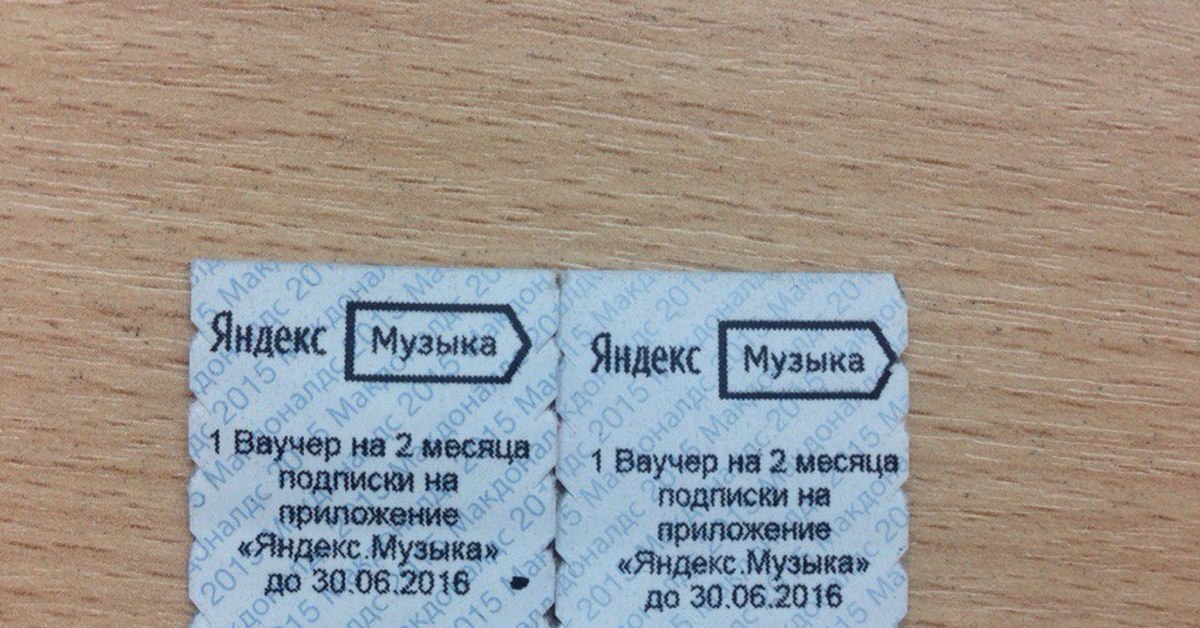 Яндекс Музыка
1 Ваучер на 2 месяца
подписки на
приложение
«Яндекс.Музыка»
до 30.06.2016
Яндекс Музыка
1 Ваучер на 2 месяца
подписки на
приложение
«Яндекс.Музыка»
до 30.06.2016